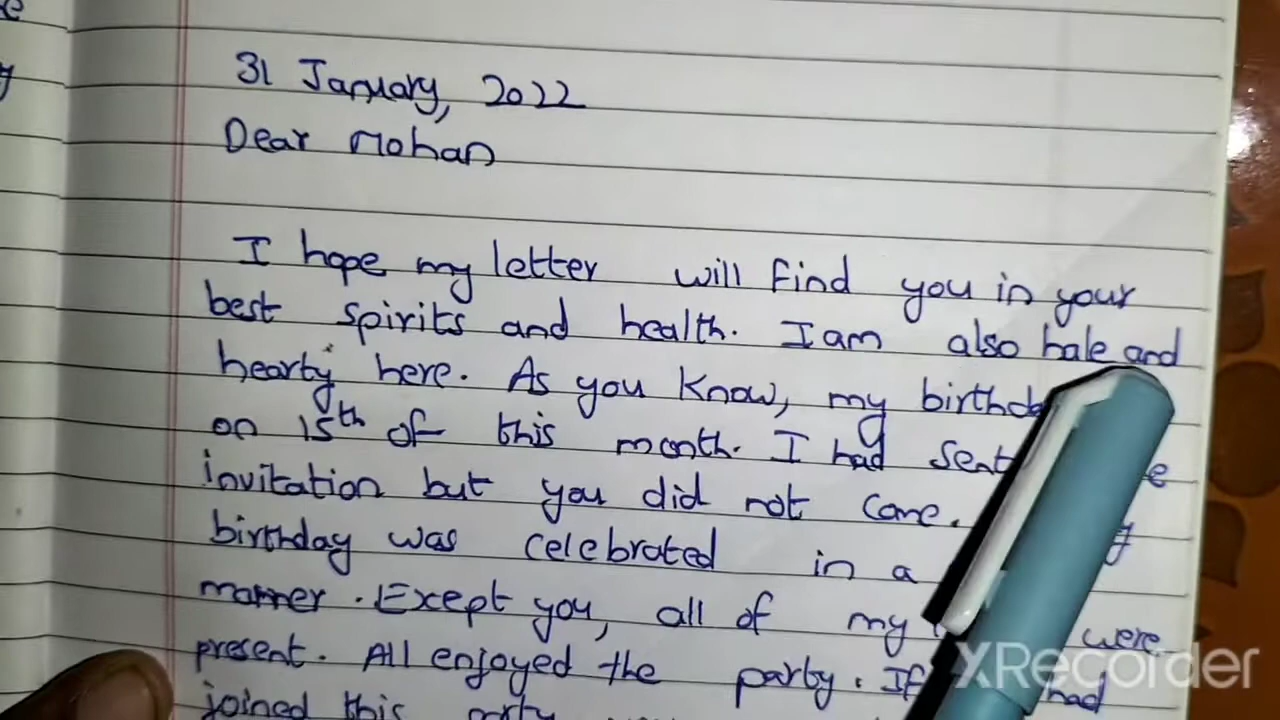 31 January, 2022
Dear Mohan
I hope my letter will find you in your
best spirits and health. I am also hale and
hearty here. As you know, my
on 15th of this month. I had sent
invitation but you did not come.
birthday was celebrated in a
manner. Except you, all of my were
present. All enjoyed the party. If had
joined this party
XRecorder